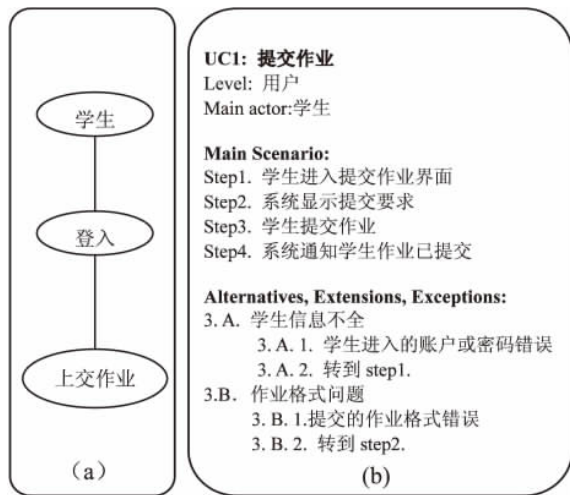 学生
登入
上交作业
(a)
UC1: 提交作业
Level: 用户
Main actor:学生
Main Scenario:
Step1. 学生进入提交作业界面
Step2. 系统显示提交要求
Step3. 学生提交作业
Step4. 系统通知学生作业已提交
Alternatives, Extensions, Exceptions:
3. A. 学生信息不全
3. A. 1. 学生进入的账户或密码错误
3. A. 2. 转到 step1.
3.B. 作业格式问题
3. B. 1.提交的作业格式错误
3. B. 2. 转到 step2.
(b)